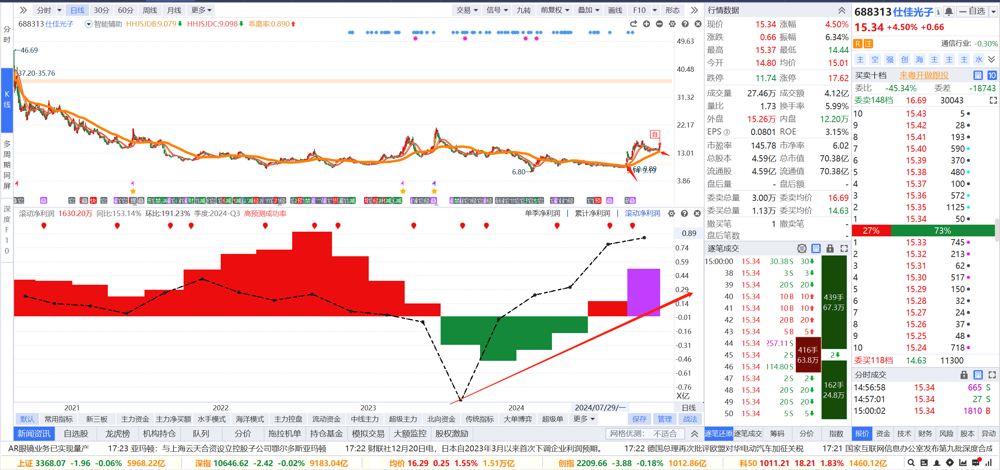 分时 日线 30分 60分 周线 月线 更多 交易 信号 九转 前复权 叠加 画线 F10 形态
688313 仕佳光子 智能辅助 HHJSJDB:9.079 HHJSJDC:9.098 乖离率:0.890
分时
K线
多周期同屏
深度F10
←46.69
37.20-35.76
6.80→
自
49.63
40.48
31.32
22.17
13.01
3.86
滚动净利润 1630.20万 同比:153.14% 环比:191.23% 季度:2024-Q3 高预测成功率 单季净利润 | 累计净利润 | 滚动净利润
0.89
0.74
0.59
0.44
0.29
0.14
-0.01
-0.16
-0.31
-0.46
-0.61
-0.76
X亿
2021 2022 2023 2024 2024/07/29/一 日线
默认 常用指标 新三板 主力资金 主力净买额 水手模式 海洋模式 主力控盘 流动资金 中线主力 超级主力 北向资金 传统指标 大单博弈 超级单 更多 保存 管理 战法
新闻资讯 自选股 龙虎榜 机构持仓 队列 分价 拖拉机单 持仓基金 模拟交易 大额监控 股权激励 网格优测： 不适合
行情数据
现价 15.34 涨幅 4.50%
涨跌 0.66 振幅 6.34%
最高 15.37 最低 14.44
今开 14.80 均价 15.01
跌停 11.74 涨停 17.62
成交量 27.46万 成交额 4.12亿
量比 1.73 换手率 5.99%
外盘 15.26万 内盘 12.20万
EPS ③ 0.0801 ROE 3.15%
市盈率 145.78 市净率 6.02
总股本 4.59亿 总市值 70.38亿
流通股 4.59亿 流通值 70.38亿
盘后量 - 盘后额 -
委卖总量 3.00万 委卖均价 16.69
委买总量 1.13万 委买均价 14.63
撤买笔 1 撤卖笔 -
盘后笔数 -
逐笔成交 单 量
15:00:00 15.34 30.38 S 30
38 15.34 3 S 3
39 15.34 20 S 20
40 15.34 10 B 10
41 15.34 10 B 10
42 15.34 20 B 20
43 15.34 5 B 5
44 15.34 257.11 S
45 15.34 2 S
46 15.34 114.80 S
47 15.34 2 S 2
48 15.34 20 S 20
49 15.34 20 S 20
50 15.34 5 S 5
416手
63.8万
439手
67.3万
2
162手
24.8万
逐笔还原 逐笔成交 筹码 分价 指数
688313 仕佳光子 自选
15.34 +4.50% +0.66
R 注 通信行业: -0.30%
主 空 强 创 海 主 主 主 水
买卖十档 来粤开做跟投 量 10
委比 -45.34% 委差 -18743
委卖148档 16.69 30043
10 15.43 5
9 15.42 28
8 15.41 193
7 15.40 590
6 15.39 370
5 15.38 480
4 15.37 100
3 15.36 572
2 15.35 1125
1 15.34 50
27% 73%
1 15.33 745
2 15.32 213
3 15.31 62
4 15.30 517
5 15.29 150
6 15.28 32
7 15.27 24
8 15.26 37
9 15.25 48
10 15.24 718
委买118档 14.63 11300
分时成交 量
14:56:58 15.34 665 S
14:57:01 15.34 27 S
15:00:02 15.34 1810 B
报价 资金 技术 财务 风险 股本 异动
AR眼镜业务已实现量产 17:23 亚玛顿：与上海云天合资设立控股子公司鄂尔多斯亚玛顿 17:22 财联社12月20日电，日本自2023年3月以来首次下调企业利润预期。 17:22 德国总理再次批评欧盟对华电动汽车加征关税 17:21 国家互联网信息办公室发布第九批深度合成
上证 3368.07 -1.96 -0.06% 5968.22亿 深指 10646.62 -2.42 -0.02% 9183.04亿 均价 16.29 0.25 1.55% 1.51万亿 创指 2209.66 -3.88 -0.18% 1012.86亿 科50 1011.21 18.21 1.83% 1460.12亿